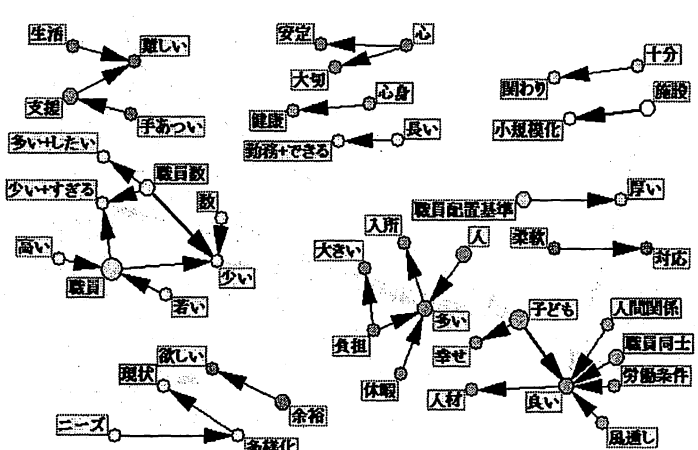 生活
難しい
支援
手あつい
多い+したい
職員数
少い+すぎる
数
高い
職員
少い
若い
安定
心
大切
心身
健康
長い
勤務+できる
十分
関わり
施設
小規模化
職員配置基準
厚い
柔軟
対応
入所
人
大きい
多い
負担
休暇
子ども
幸せ
人間関係
職員同士
労働条件
人材
良い
風通し
欲しい
現状
余裕
ニーズ
多様化